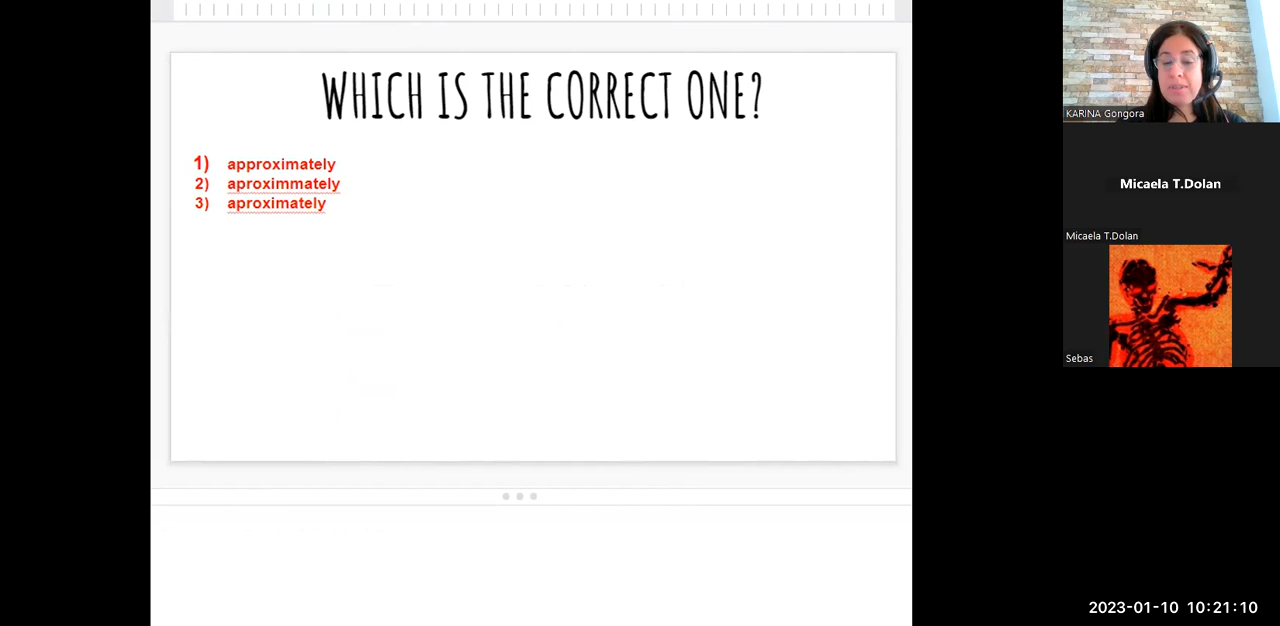 WHICH IS THE CORRECT ONE?
1) approximately
2) aproximmately
3) aproximately
KARINA Gongora
Micaela T.Dolan
Micaela T.Dolan
Sebas
2023-01-10 10:21:10